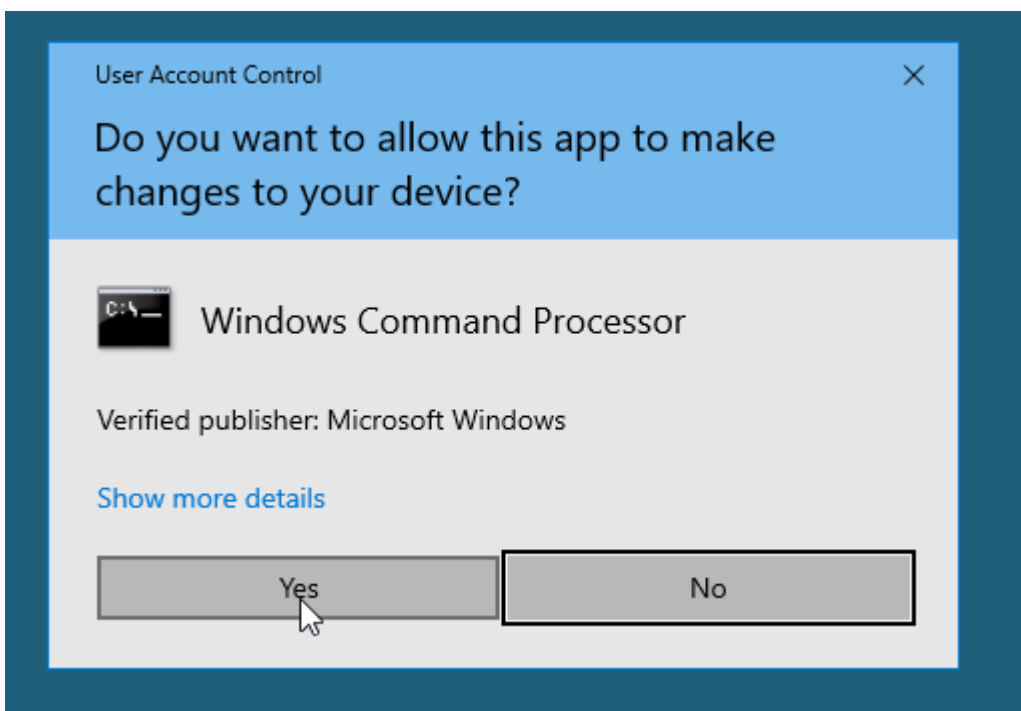 User Account Control
Do you want to allow this app to make
changes to your device?
C:\_
Windows Command Processor
Verified publisher: Microsoft Windows
Show more details
Yes
No